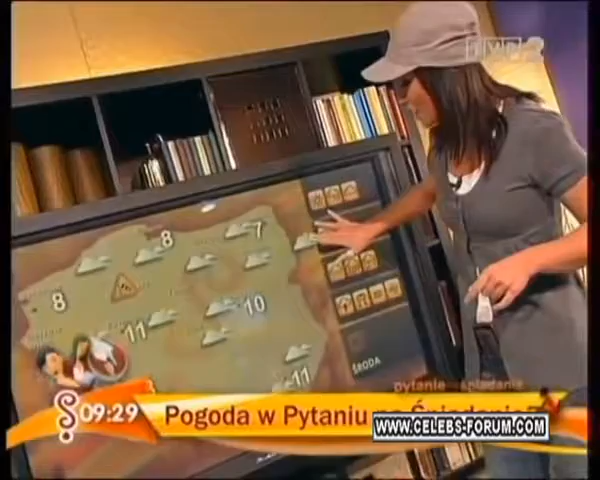 TVP 2
8
7
8
10
11
11
ŚRODA
pytanie na śniadanie
09:29
Pogoda w Pytaniu na Śniadanie
WWW.CELEBS-FORUM.COM